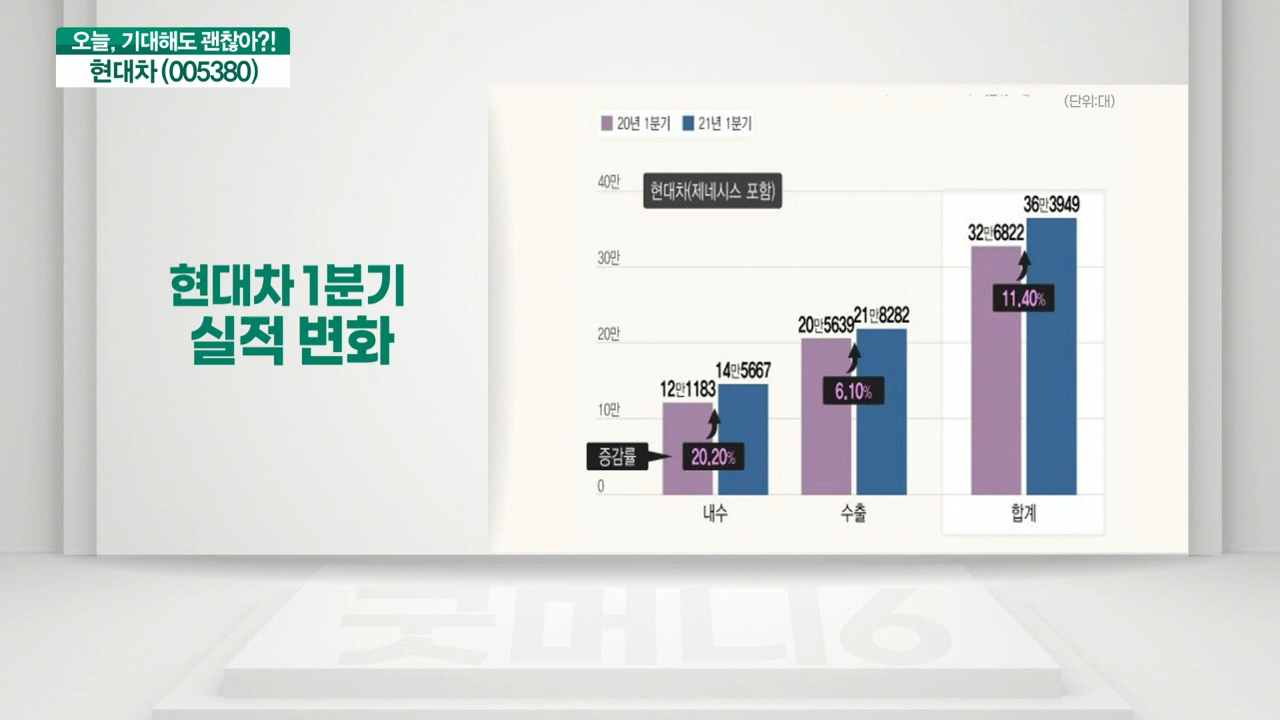 오늘, 기대해도 괜찮아?!
현대차 (005380)
(단위:대)
20년 1분기 21년 1분기
현대차 1분기
실적 변화
40만
현대차(제네시스 포함)
30만
20만
10만
0
12만1183
14만5667
20만5639
21만8282
32만6822
36만3949
증감률
20.20%
6.10%
11.40%
내수
수출
합계
굿머니6